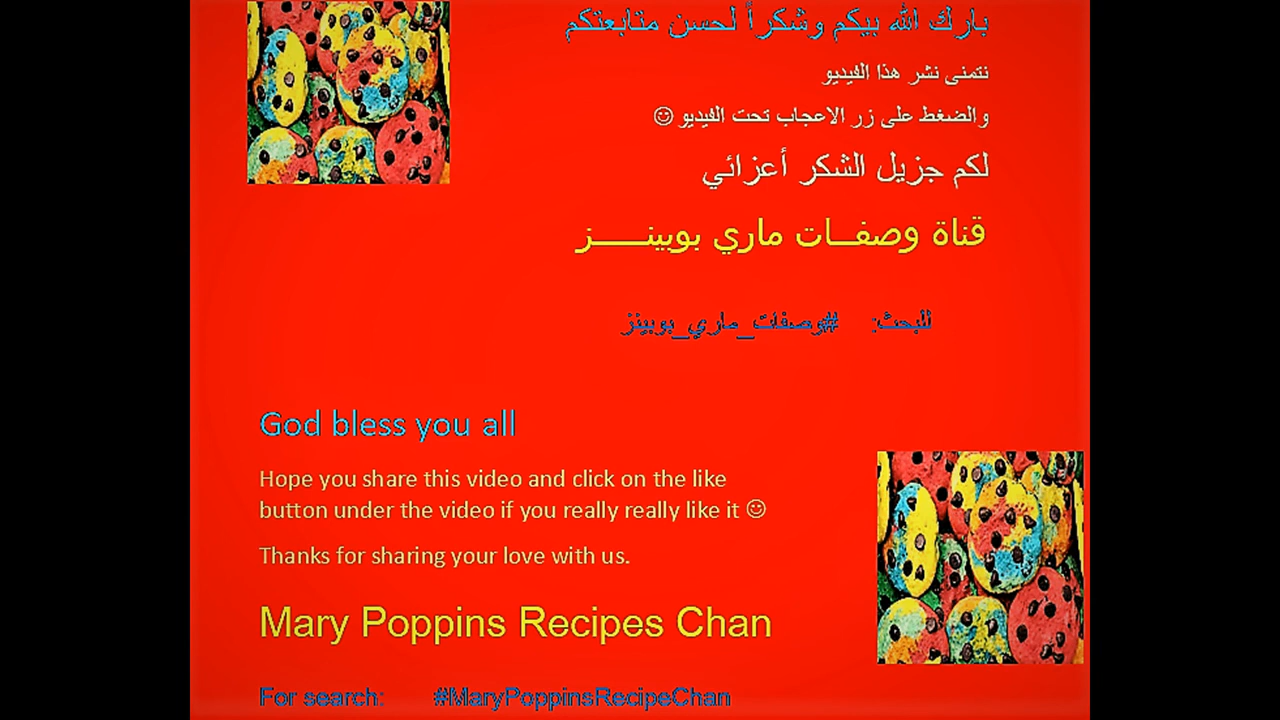 بارك الله بيكم وشكراً لحسن متابعتكم
نتمنى نشر هذا الفيديو
والضغط على زر الاعجاب تحت الفيديو ☺
لكم جزيل الشكر أعزائي
قناة وصفــات ماري بوبينـــــز
للبحث: #وصفات_ماري_بوبينز
God bless you all
Hope you share this video and click on the like
button under the video if you really really like it ☺
Thanks for sharing your love with us.
Mary Poppins Recipes Chan
For search: #MaryPoppinsRecipeChan